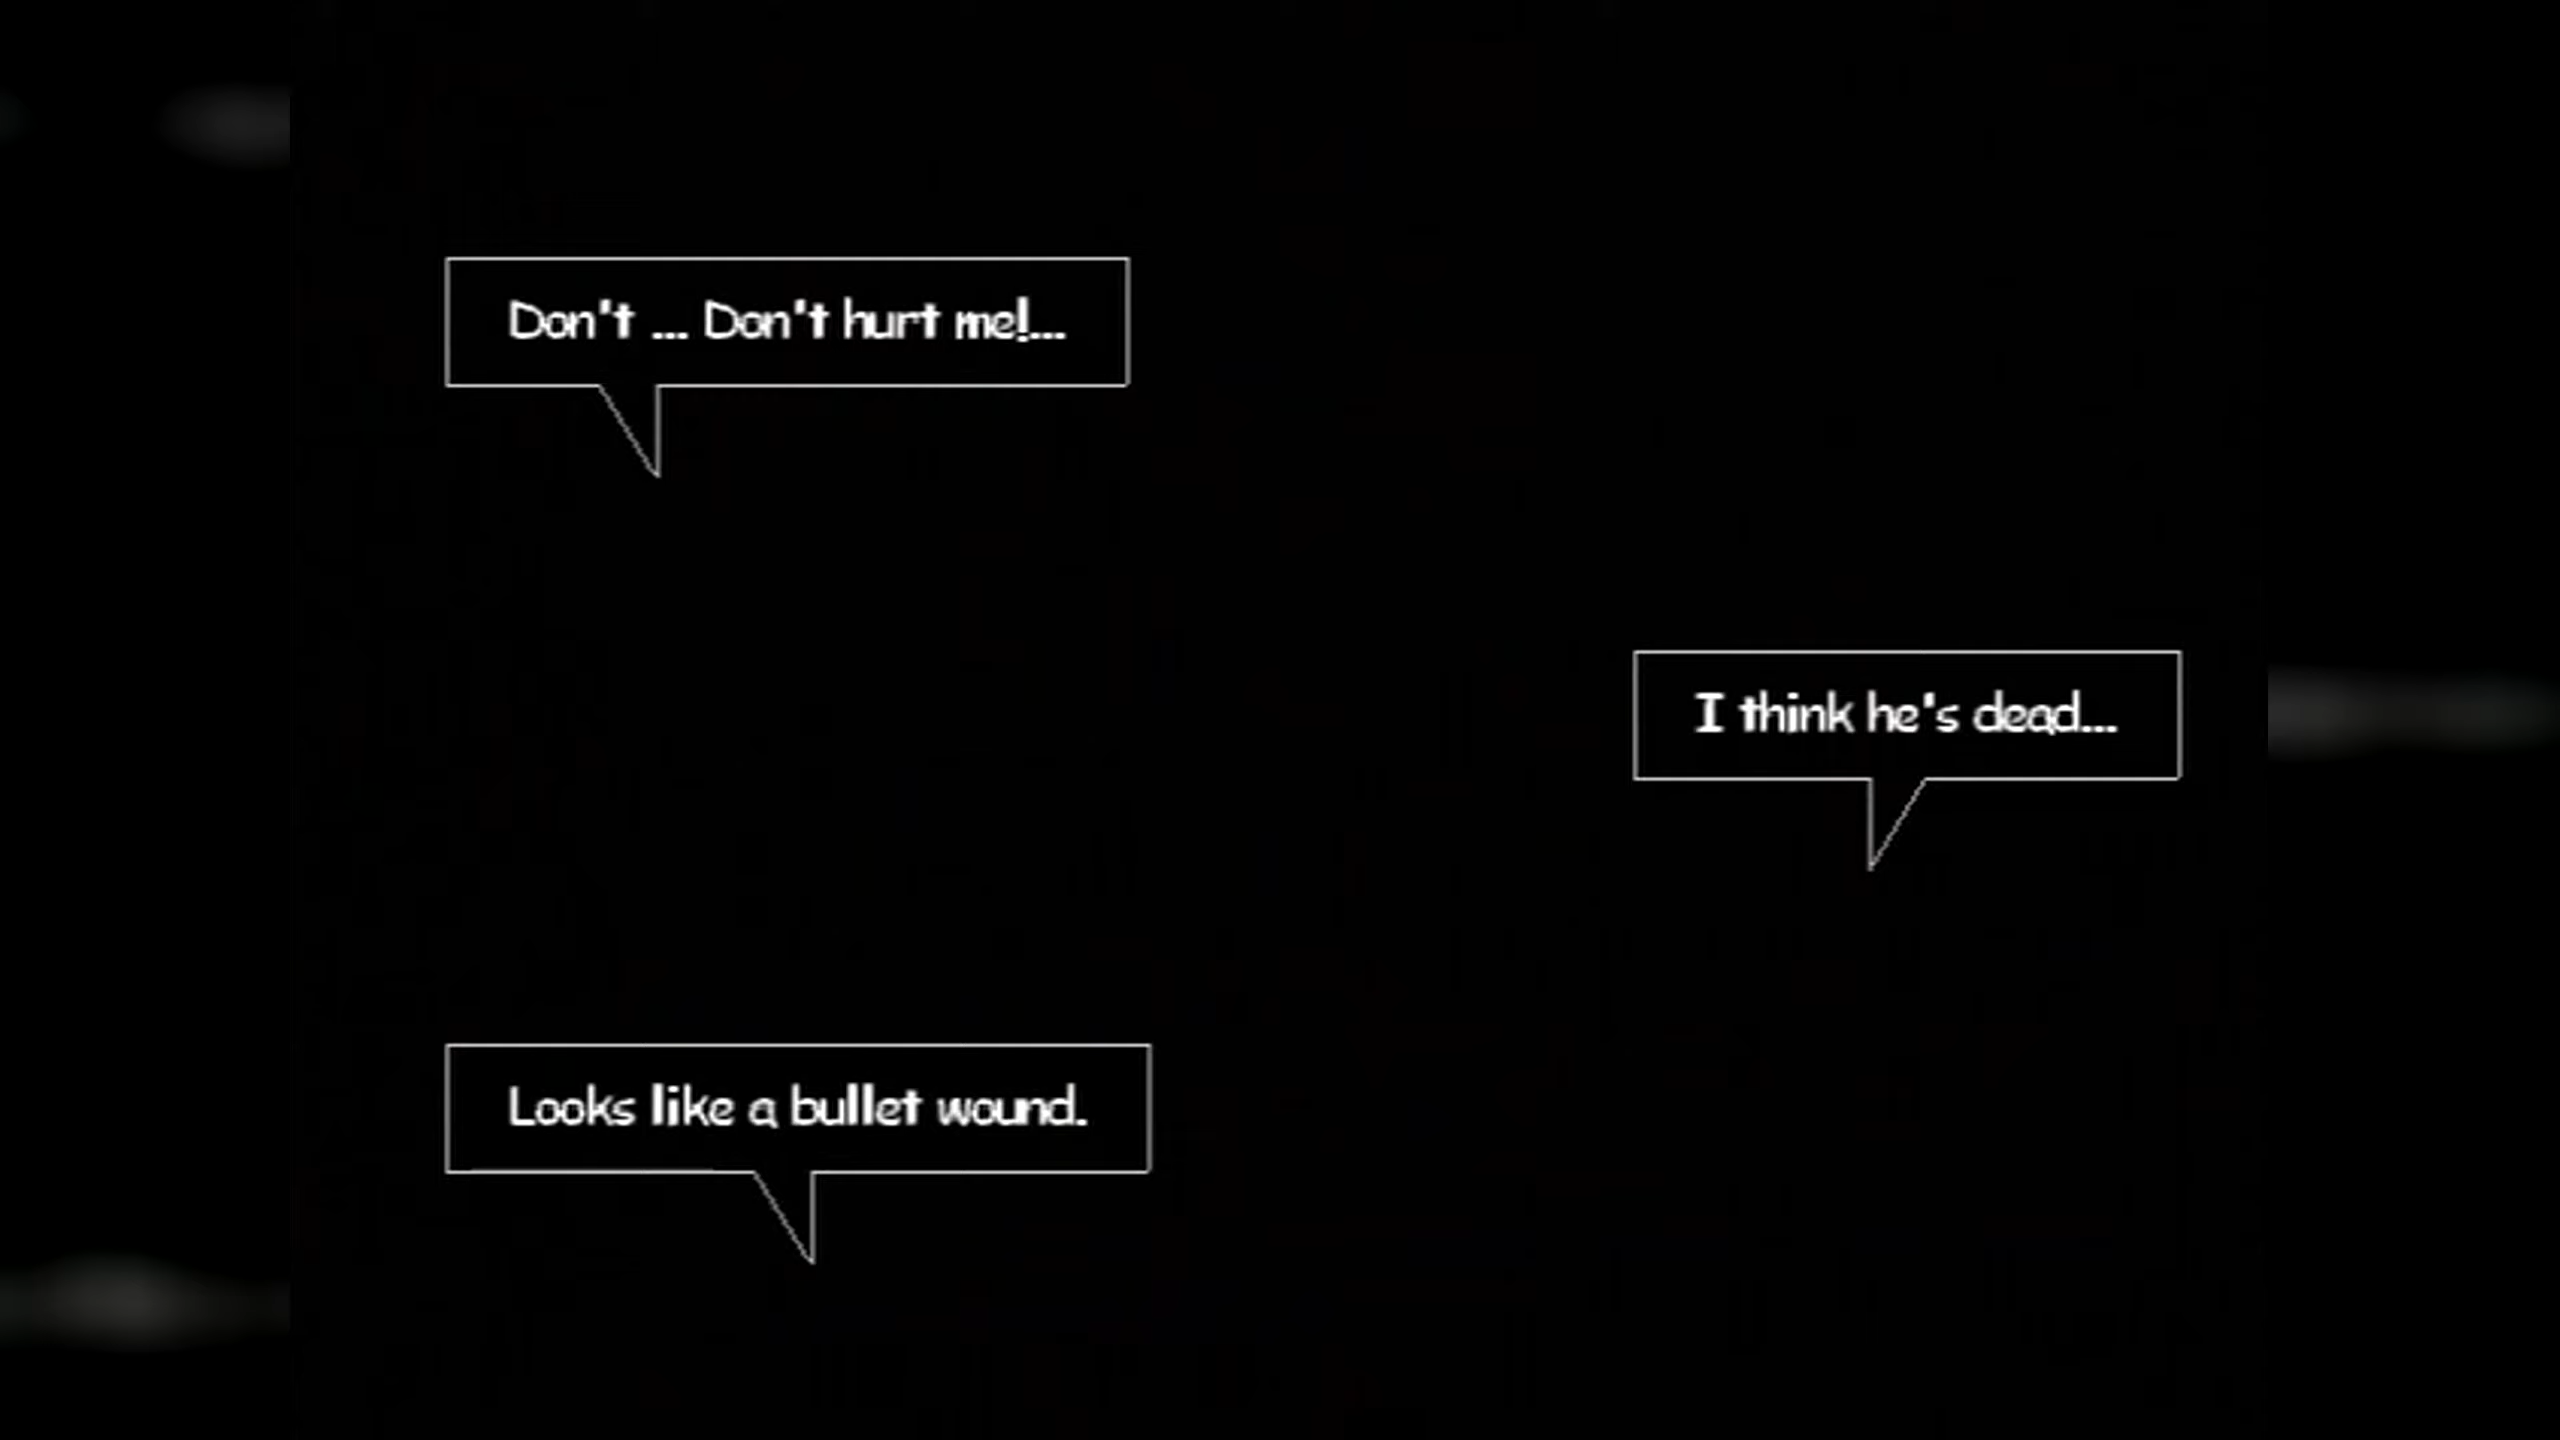 Don't ... Don't hurt me!...
I think he's dead...
Looks like a bullet wound.